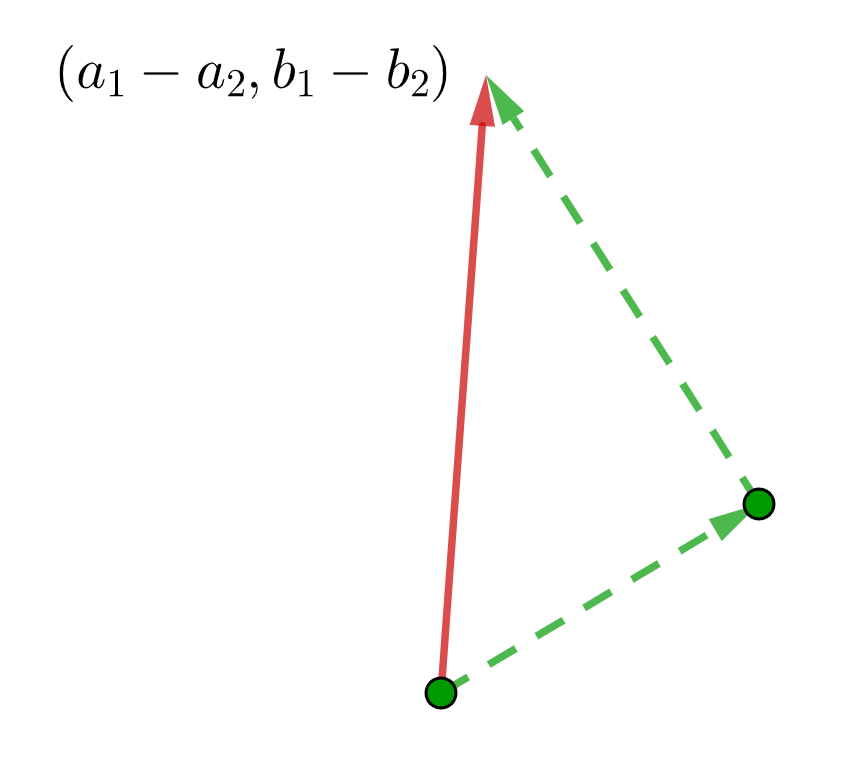 (a₁ − a₂, b₁ − b₂)